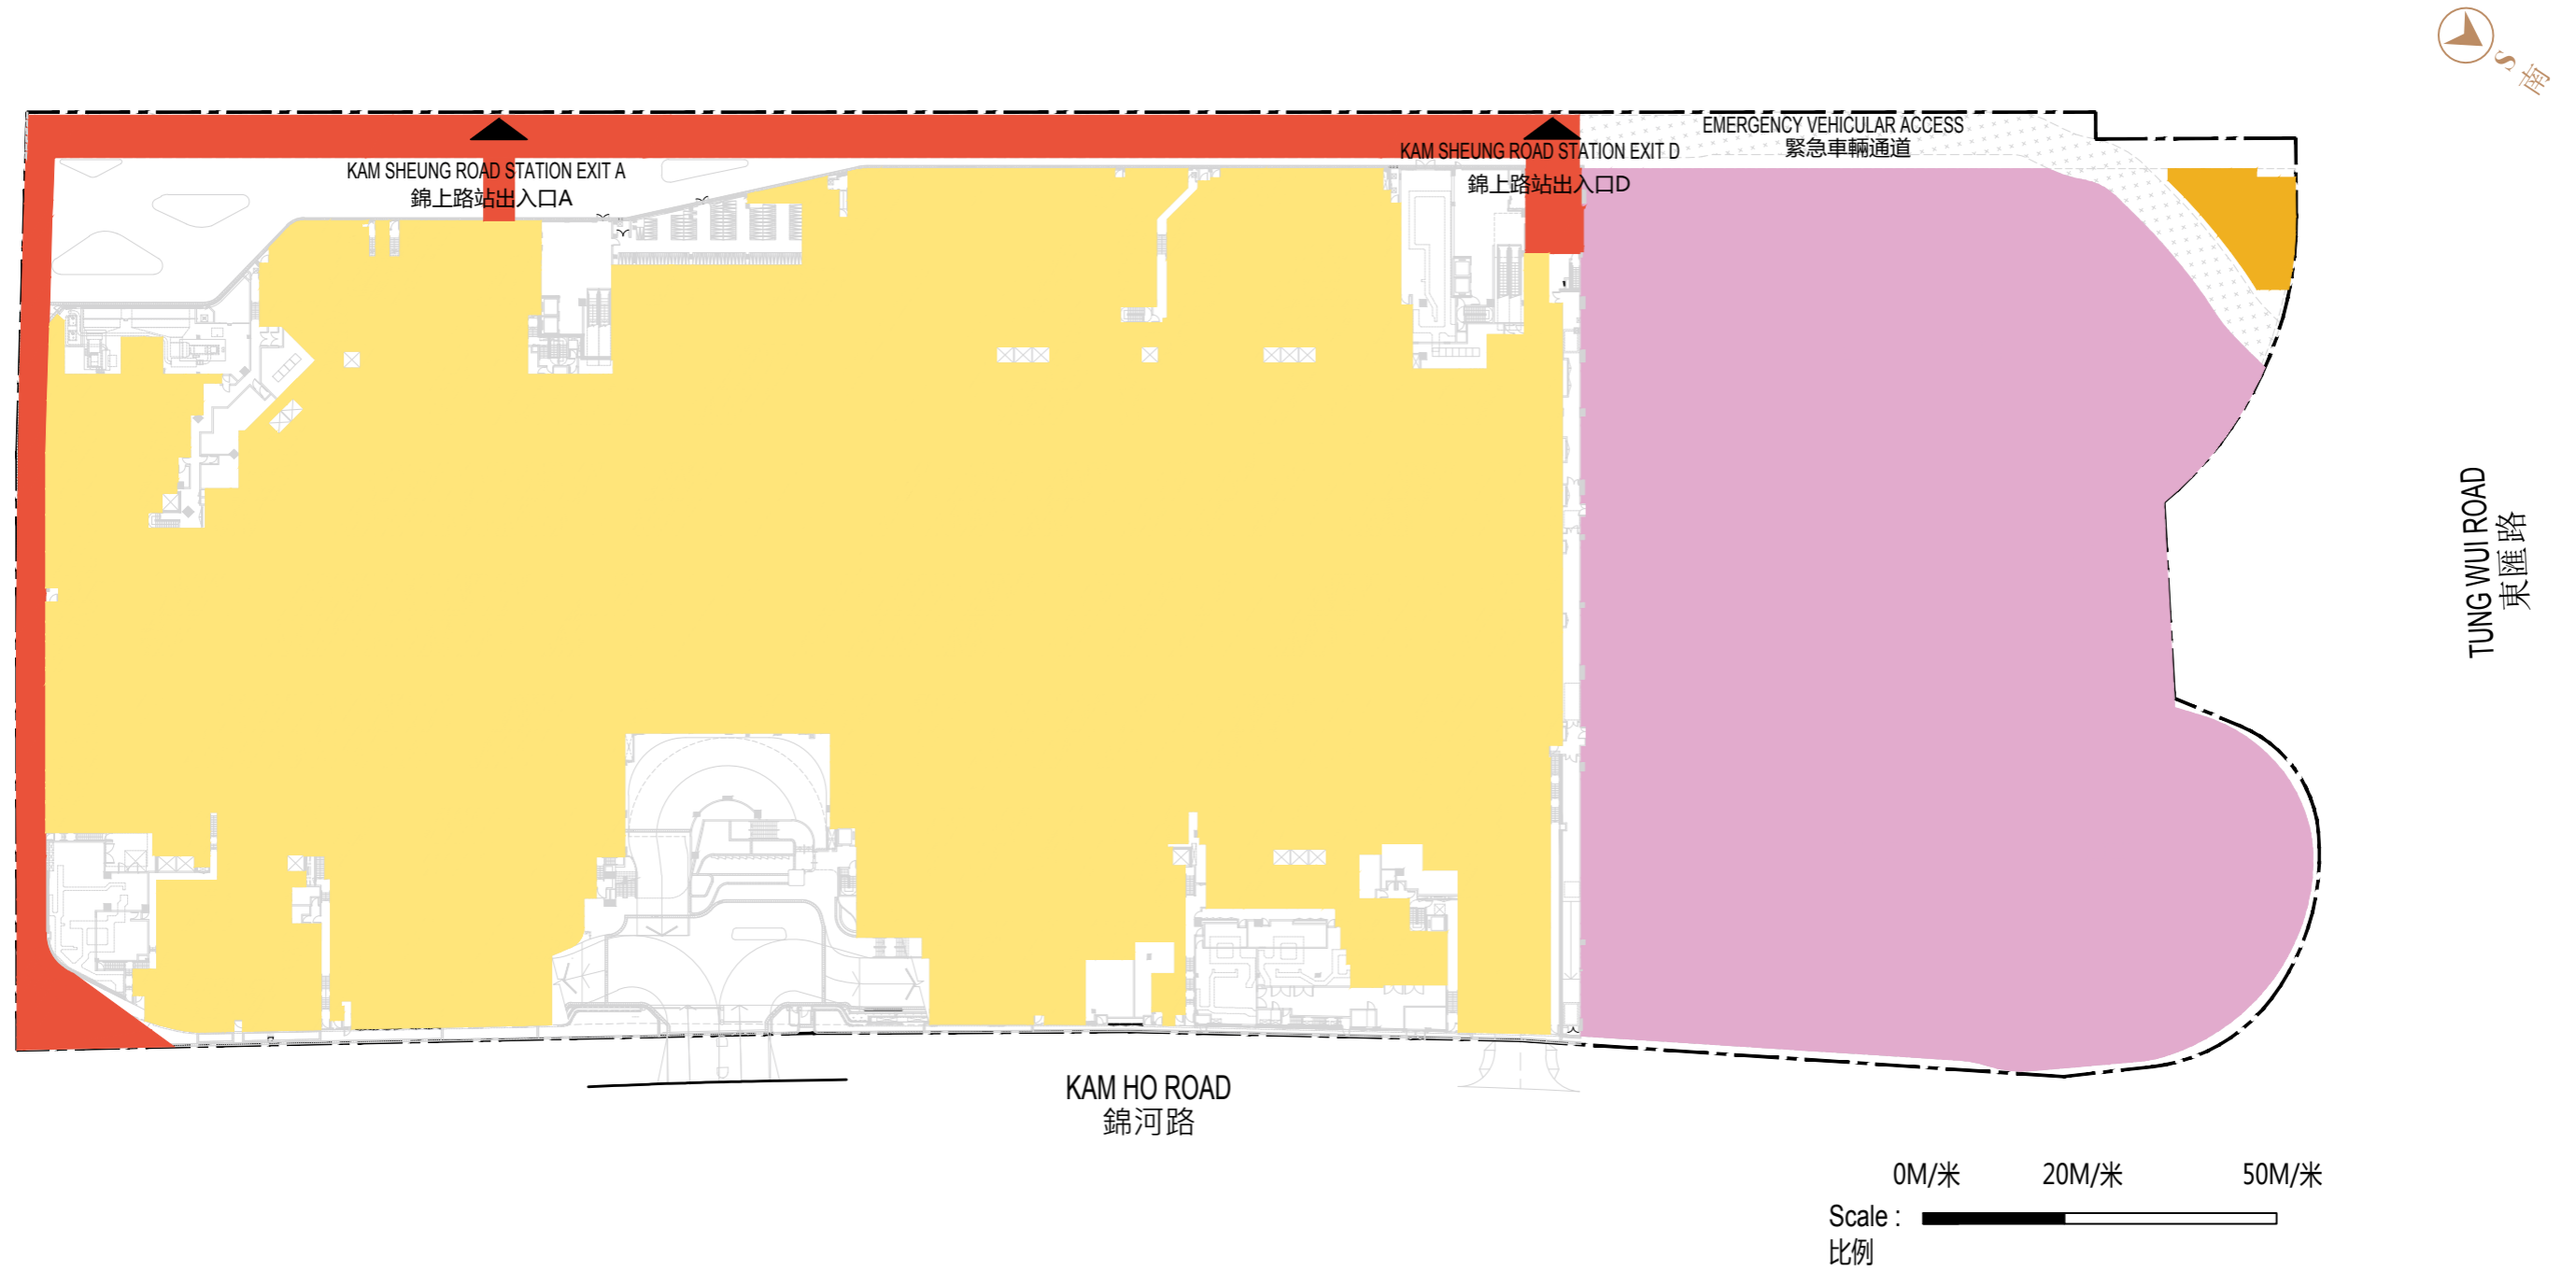 S 南
EMERGENCY VEHICULAR ACCESS
緊急車輛通道
KAM SHEUNG ROAD STATION EXIT A
錦上路站出入口A
KAM SHEUNG ROAD STATION EXIT D
錦上路站出入口D
TUNG WUI ROAD
東匯路
KAM HO ROAD
錦河路
0M/米 20M/米 50M/米
Scale :
比例